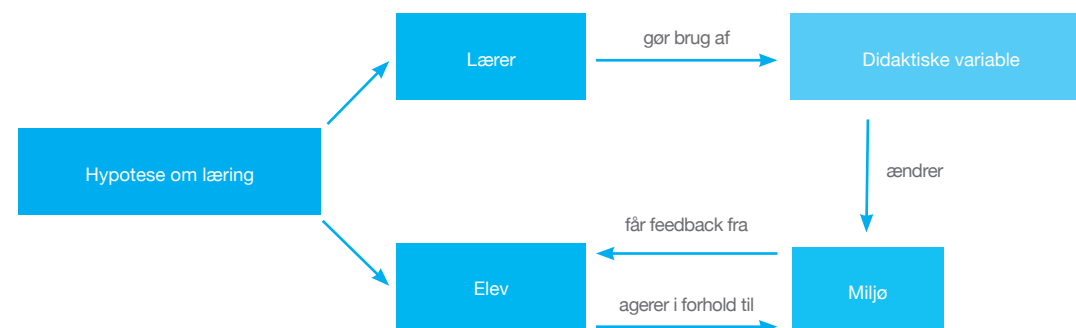 gør brug af
Lærer
Didaktiske variable
Hypotese om læring
ændrer
får feedback fra
Elev
Miljø
agerer i forhold til